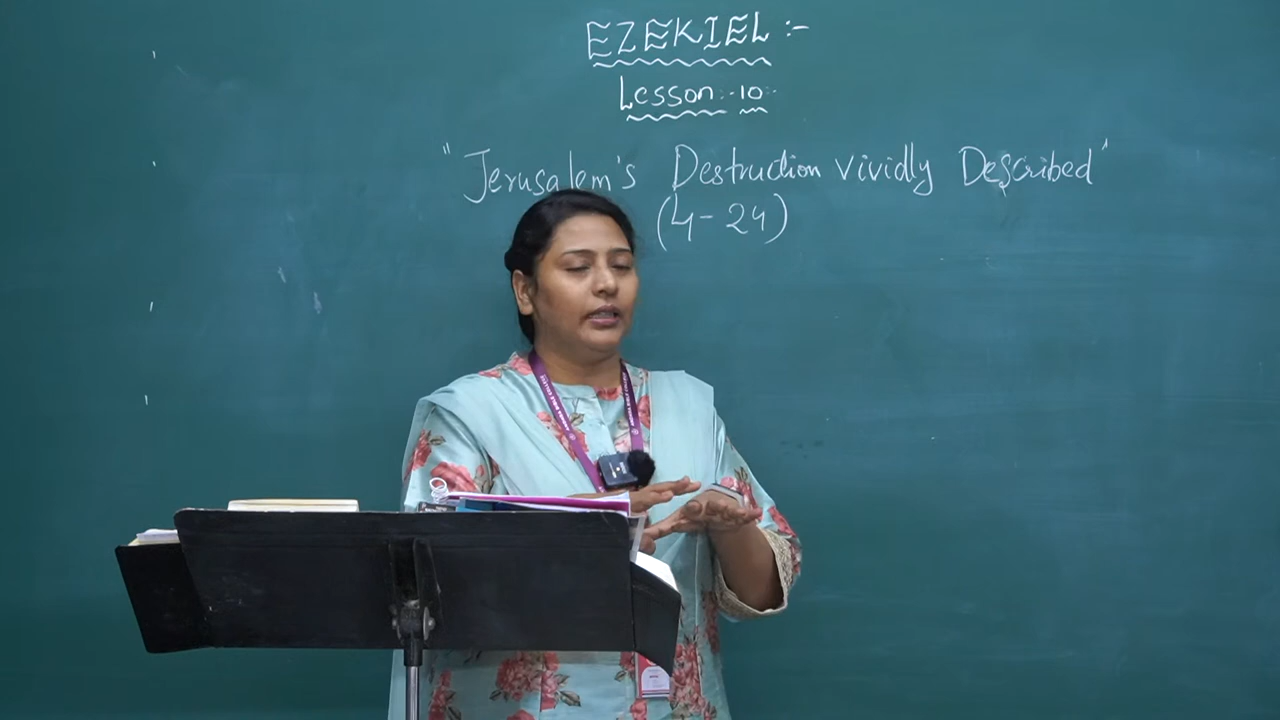 EZEKIEL :-
Lesson :- 10 :-
"Jerusalem's Destruction vividly Described"
(4-24)